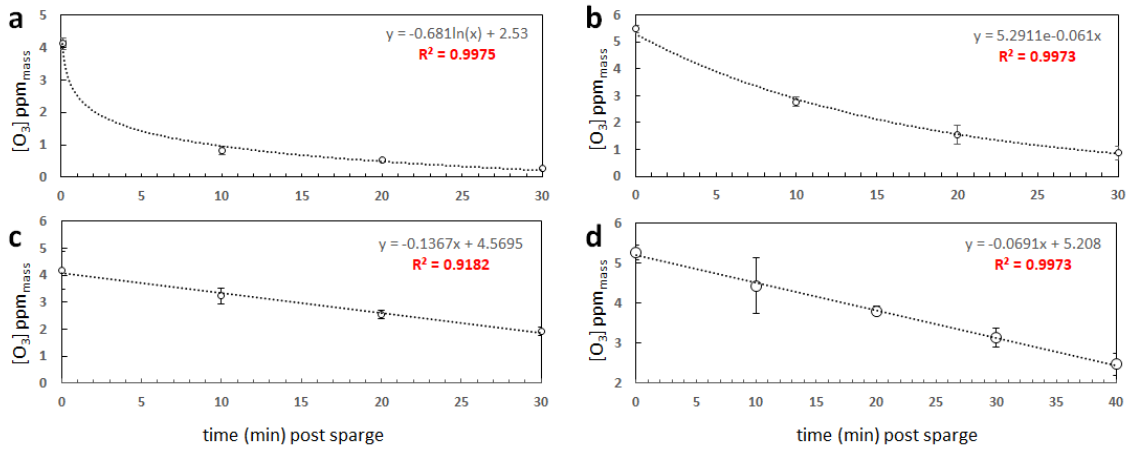 a
[O₃] ppmmass
5
4
3
2
1
0
y = -0.681ln(x) + 2.53
R² = 0.9975
0 5 10 15 20 25 30
b
[O₃] ppmmass
6
5
4
3
2
1
0
y = 5.2911e-0.061x
R² = 0.9973
0 5 10 15 20 25 30
c
[O₃] ppmmass
6
5
4
3
2
1
0
y = -0.1367x + 4.5695
R² = 0.9182
0 5 10 15 20 25 30
time (min) post sparge
d
[O₃] ppmmass
6
5
4
3
2
y = -0.0691x + 5.208
R² = 0.9973
0 10 20 30 40
time (min) post sparge